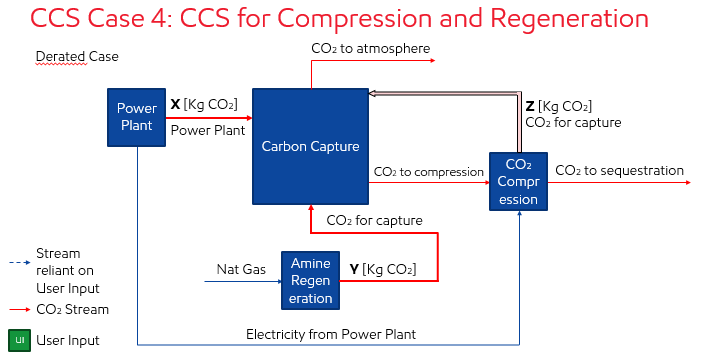 CCS Case 4: CCS for Compression and Regeneration
Derated Case
CO₂ to atmosphere
X [Kg CO₂]
Power Plant
Power
Plant
Carbon Capture
Z [Kg CO₂]
CO₂ for capture
CO₂ to compression
CO₂
Compr
ession
CO₂ to sequestration
CO₂ for capture
Nat Gas
Amine
Regen
eration
Y [Kg CO₂]
Stream
reliant on
User Input
CO₂ Stream
UI
User Input
Electricity from Power Plant